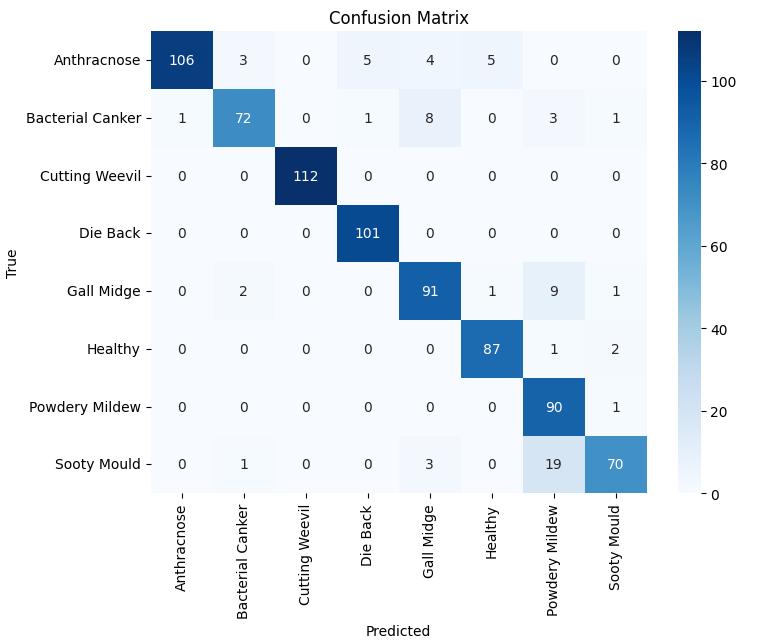 Confusion Matrix
Anthracnose 106 3 0 5 4 5 0 0
Bacterial Canker 1 72 0 1 8 0 3 1
Cutting Weevil 0 0 112 0 0 0 0 0
Die Back 0 0 0 101 0 0 0 0
Gall Midge 0 2 0 0 91 1 9 1
Healthy 0 0 0 0 0 87 1 2
Powdery Mildew 0 0 0 0 0 0 90 1
Sooty Mould 0 1 0 0 3 0 19 70
True
Anthracnose
Bacterial Canker
Cutting Weevil
Die Back
Gall Midge
Healthy
Powdery Mildew
Sooty Mould
Predicted
100
80
60
40
20
0